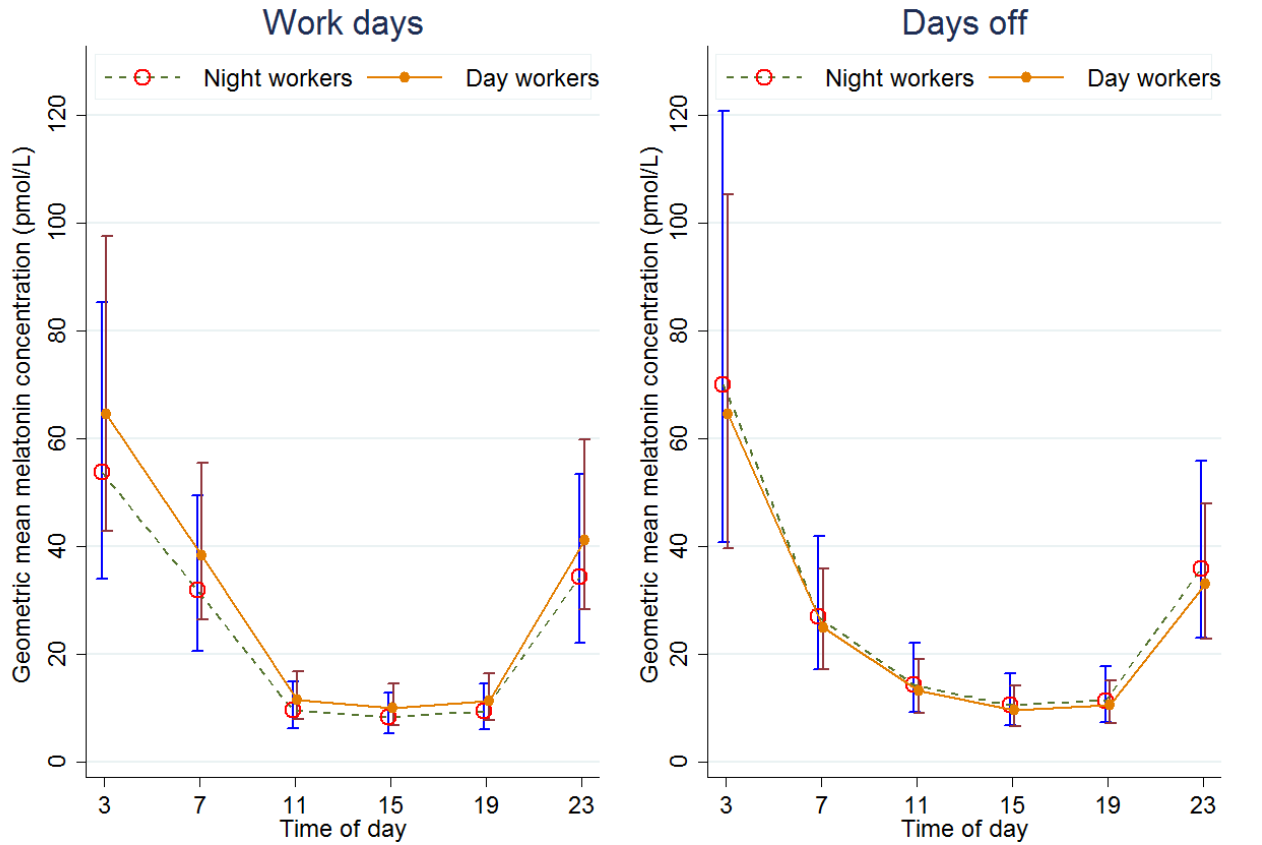 Work days
Night workers
Day workers
Geometric mean melatonin concentration (pmol/L)
120
100
80
60
40
20
0
3 7 11 15 19 23
Time of day
Days off
Night workers
Day workers
Geometric mean melatonin concentration (pmol/L)
120
100
80
60
40
20
0
3 7 11 15 19 23
Time of day